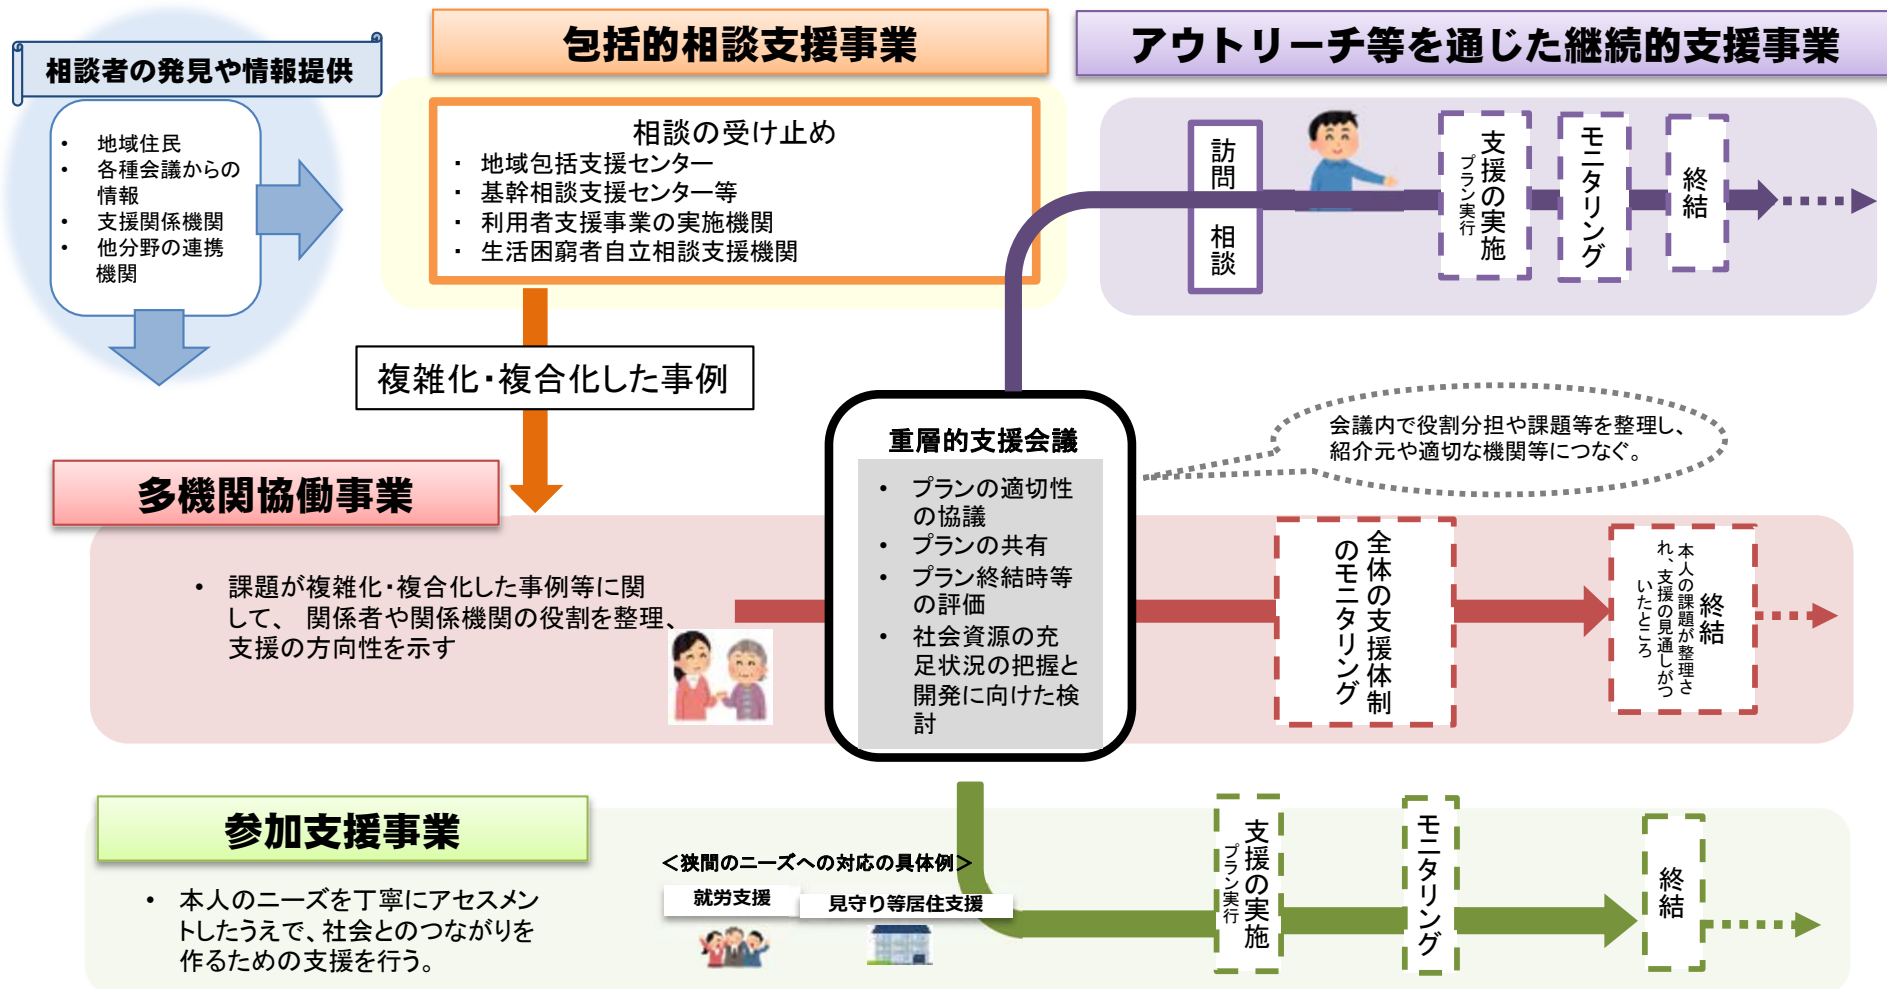 相談者の発見や情報提供
• 地域住民
• 各種会議からの
情報
• 支援関係機関
• 他分野の連携
機関
包括的相談支援事業
相談の受け止め
・ 地域包括支援センター
・ 基幹相談支援センター等
・ 利用者支援事業の実施機関
・ 生活困窮者自立相談支援機関
アウトリーチ等を通じた継続的支援事業
訪問 相談
支援の実施
プラン実行
モニタリング
終結
複雑化・複合化した事例
重層的支援会議
• プランの適切性
の協議
• プランの共有
• プラン終結時等
の評価
• 社会資源の充
足状況の把握と
開発に向けた検
討
会議内で役割分担や課題等を整理し、
紹介元や適切な機関等につなぐ。
多機関協働事業
• 課題が複雑化・複合化した事例等に関
して、 関係者や関係機関の役割を整理、
支援の方向性を示す
全体の支援体制
のモニタリング
終結
本人の課題が整理さ
れ、支援の見通しがつ
いたところ
参加支援事業
• 本人のニーズを丁寧にアセスメン
トしたうえで、社会とのつながりを
作るための支援を行う。
＜狭間のニーズへの対応の具体例＞
就労支援
見守り等居住支援
支援の実施
プラン実行
モニタリング
終結